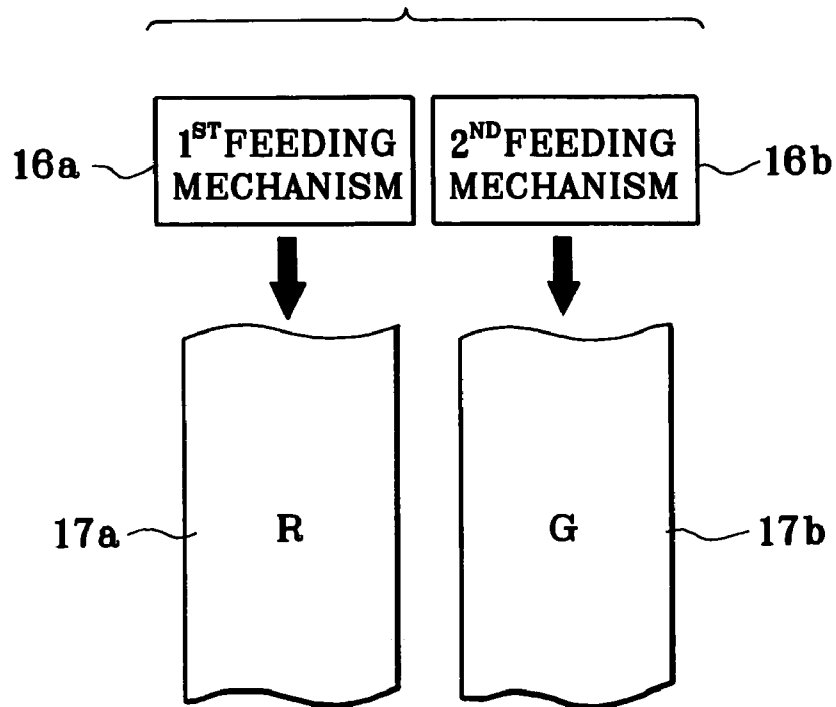 1ST FEEDING
MECHANISM
2ND FEEDING
MECHANISM
16a
16b
17a
R
G
17b